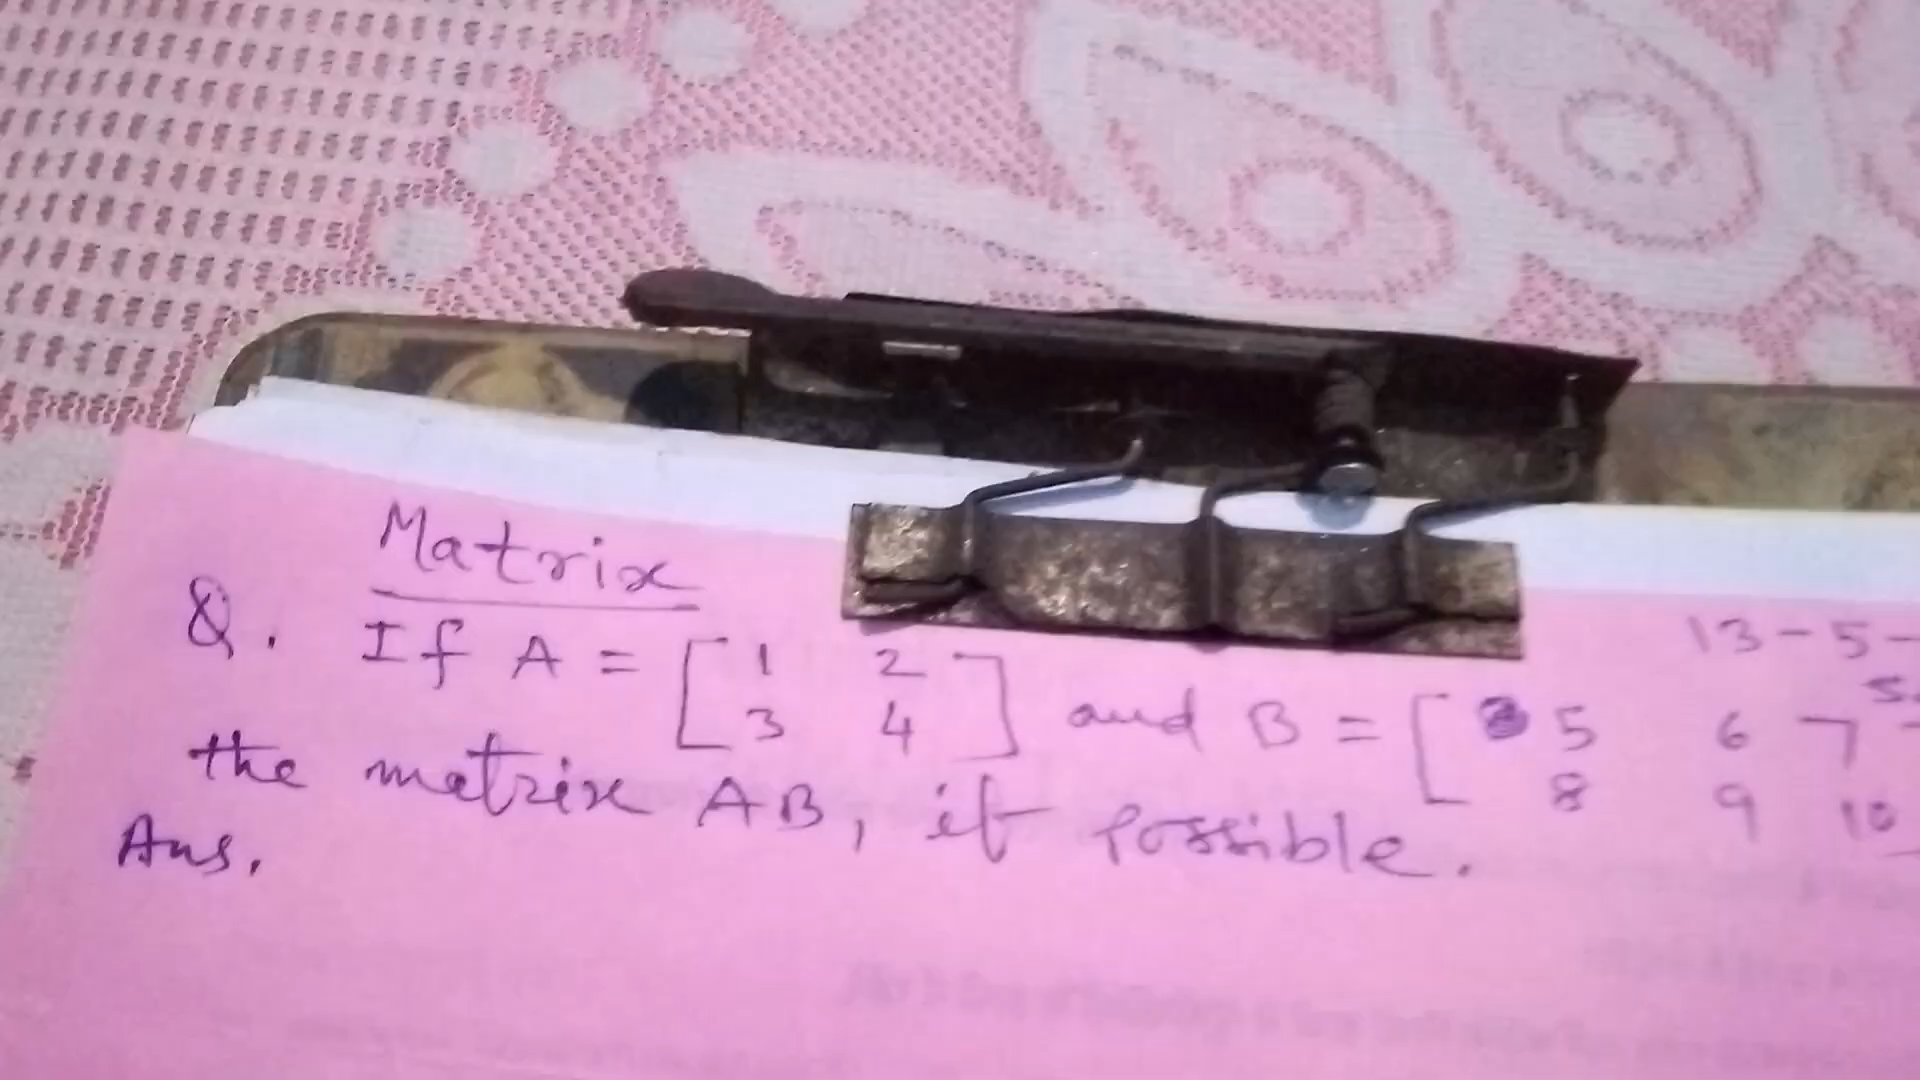 13-5-
Matrix
Q. If A = [ 1 2 ] and B = [ 5 6 7
3 4 8 9 10
the matrix AB, if possible.
Ans.